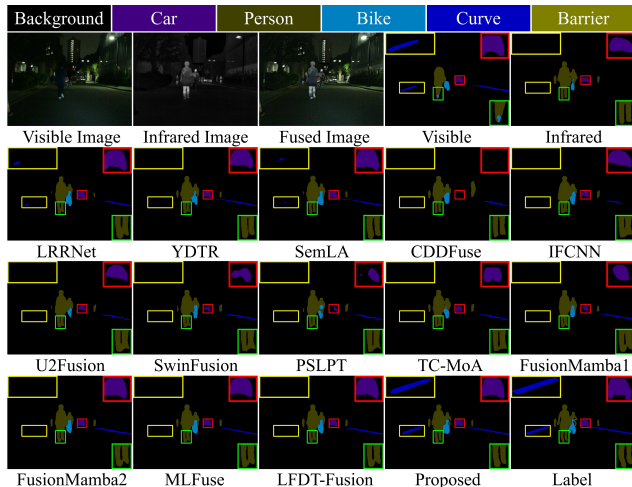 Background Car Person Bike Curve Barrier
Visible Image Infrared Image Fused Image Visible Infrared
LRRNet YDTR SemLA CDDFuse IFCNN
U2Fusion SwinFusion PSLPT TC-MoA FusionMamba1
FusionMamba2 MLFuse LFDT-Fusion Proposed Label